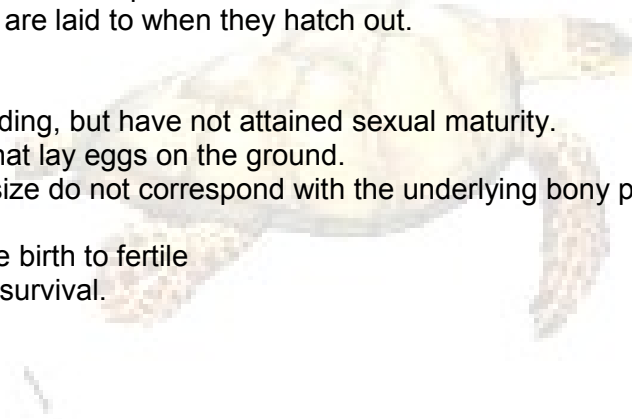 are laid to when they hatch out.
ding, but have not attained sexual maturity.
hat lay eggs on the ground.
size do not correspond with the underlying bony p
e birth to fertile
survival.